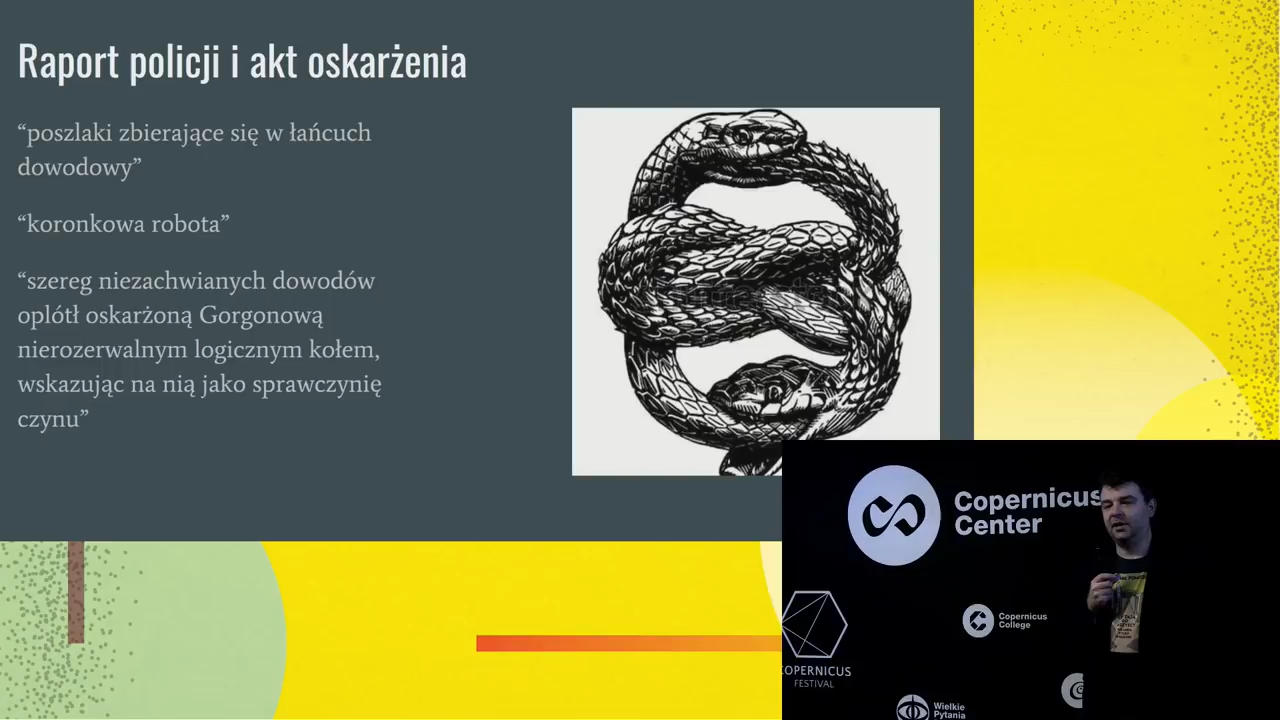 Raport policji i akt oskarżenia
“poszlaki zbierające się w łańcuch
dowodowy”
“koronkowa robota”
“szereg niezachwianych dowodów
oplótł oskarżoną Gorgonową
nierozerwalnym logicznym kołem,
wskazując na nią jako sprawczynię
czynu”
Copernicus
Center
Copernicus
College
COPERNICUS
FESTIVAL
Wielkie
Pytania